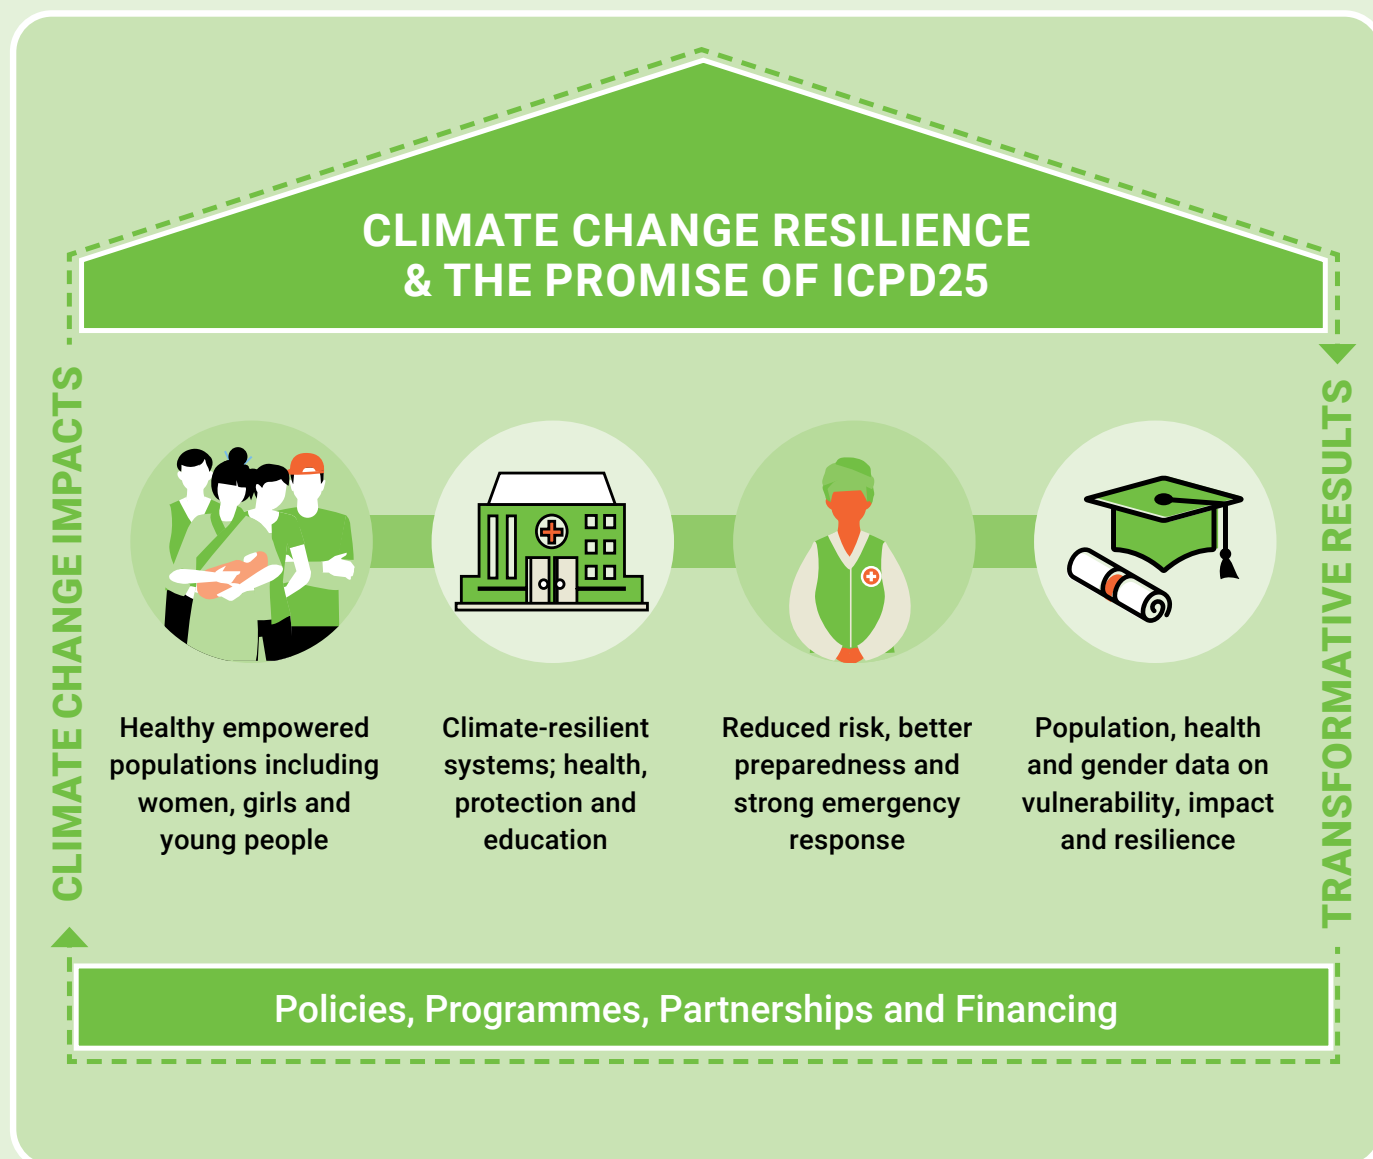 CLIMATE CHANGE RESILIENCE
& THE PROMISE OF ICPD25
CLIMATE CHANGE IMPACTS
TRANSFORMATIVE RESULTS
Healthy empowered
populations including
women, girls and
young people
Climate-resilient
systems; health,
protection and
education
Reduced risk, better
preparedness and
strong emergency
response
Population, health
and gender data on
vulnerability, impact
and resilience
Policies, Programmes, Partnerships and Financing